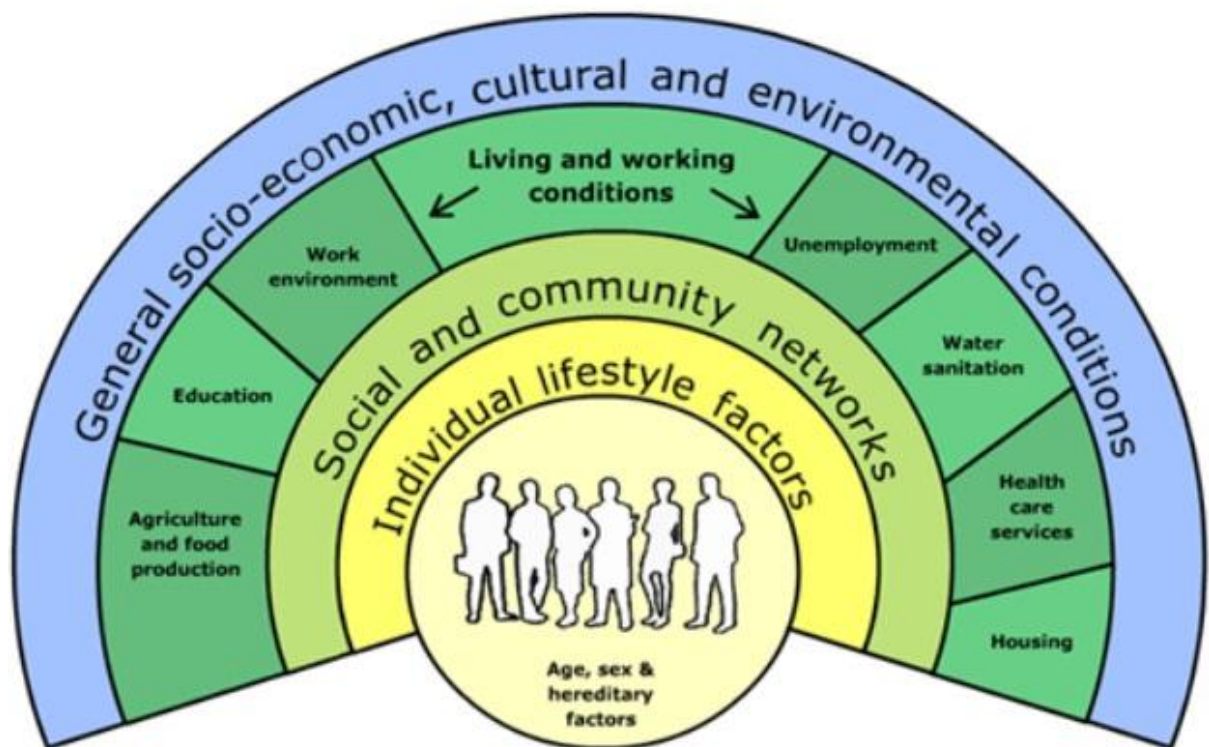 General socio-economic, cultural and environmental conditions
Living and working
conditions
Work
environment
Unemployment
Education
Water
sanitation
Agriculture
and food
production
Health
care
services
Housing
Social and community networks
Individual lifestyle factors
Age, sex &
hereditary
factors